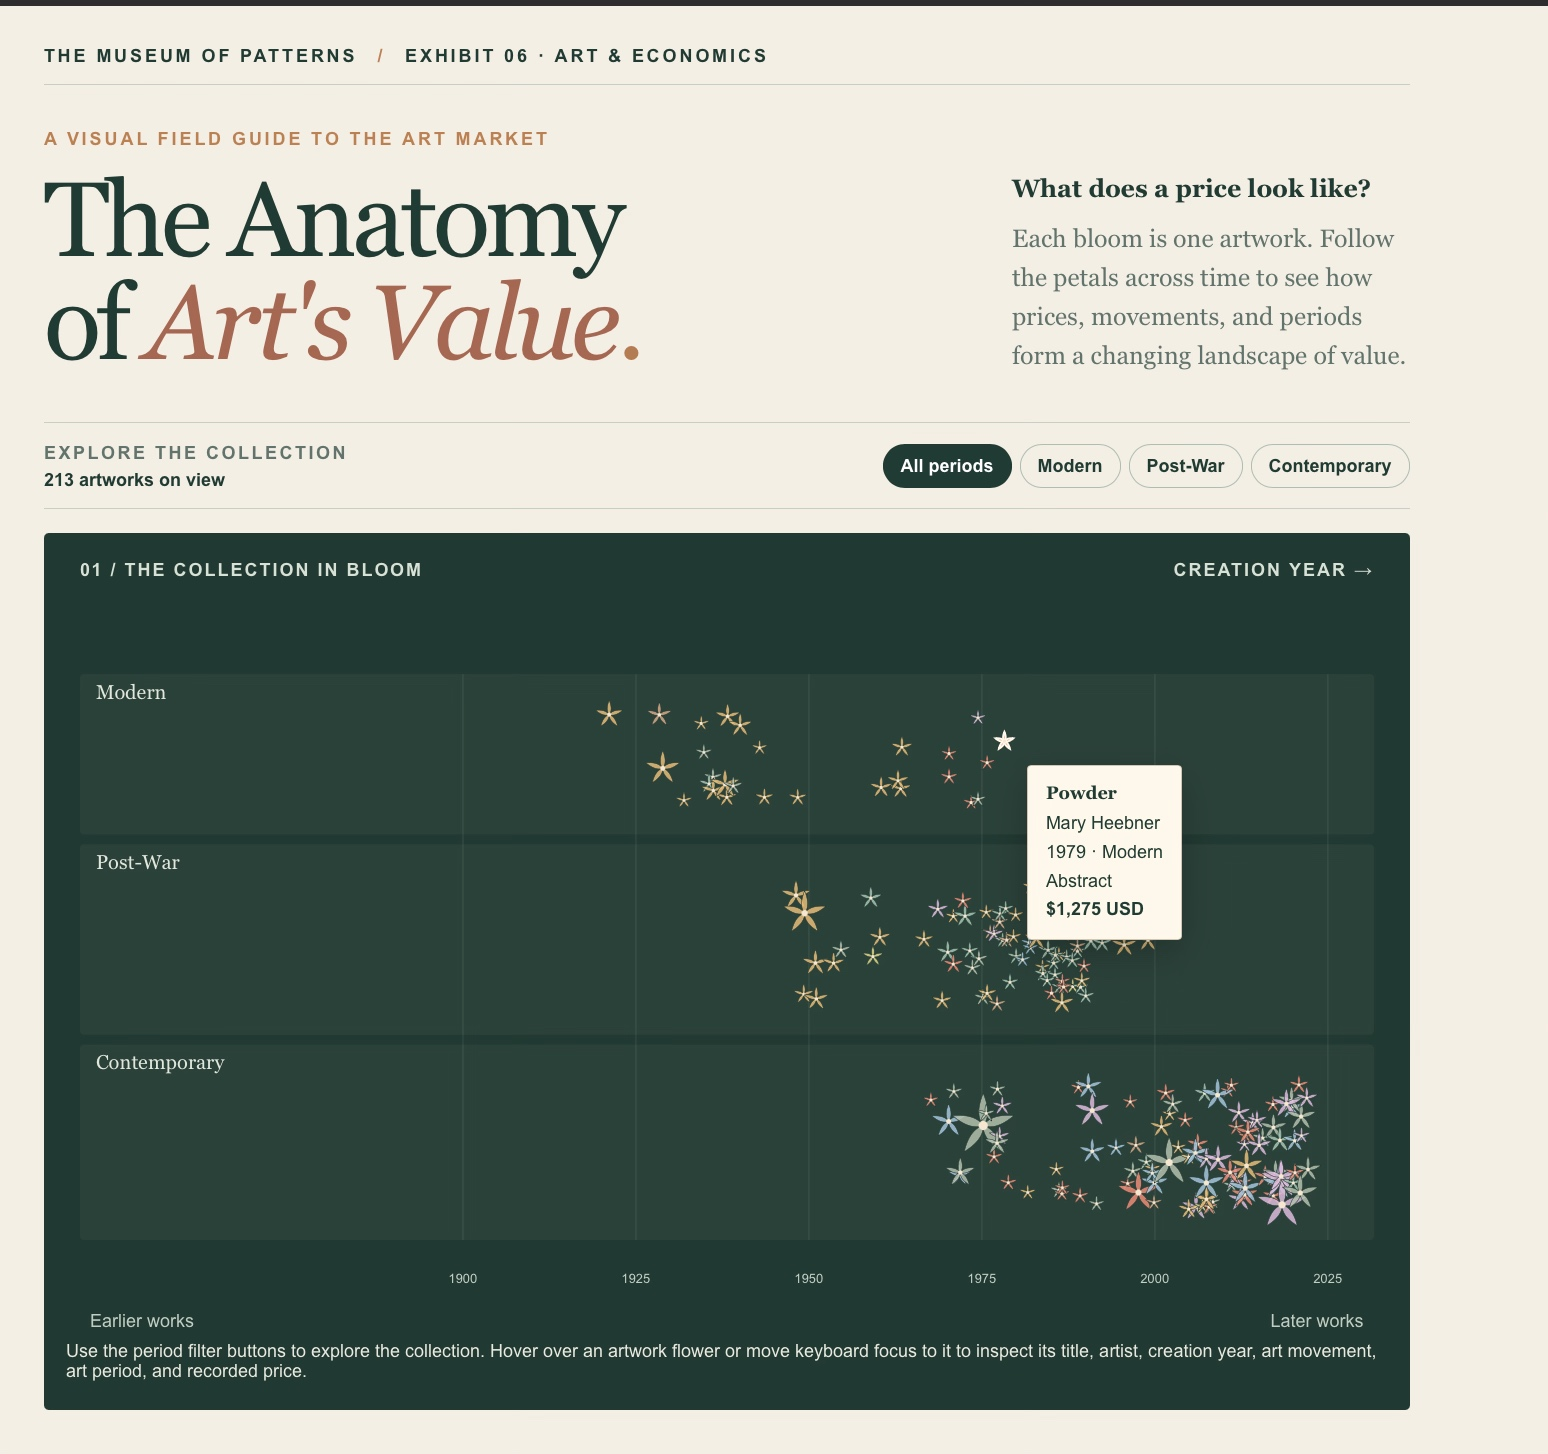 THE MUSEUM OF PATTERNS / EXHIBIT 06 · ART & ECONOMICS
A VISUAL FIELD GUIDE TO THE ART MARKET
The Anatomy
of Art's Value.
What does a price look like?
Each bloom is one artwork. Follow
the petals across time to see how
prices, movements, and periods
form a changing landscape of value.
EXPLORE THE COLLECTION
213 artworks on view
All periods
Modern
Post-War
Contemporary
01 / THE COLLECTION IN BLOOM
CREATION YEAR →
Modern
Powder
Mary Heebner
1979 · Modern
Abstract
$1,275 USD
Post-War
Contemporary
1900
1925
1950
1975
2000
2025
Earlier works
Later works
Use the period filter buttons to explore the collection. Hover over an artwork flower or move keyboard focus to it to inspect its title, artist, creation year, art movement,
art period, and recorded price.